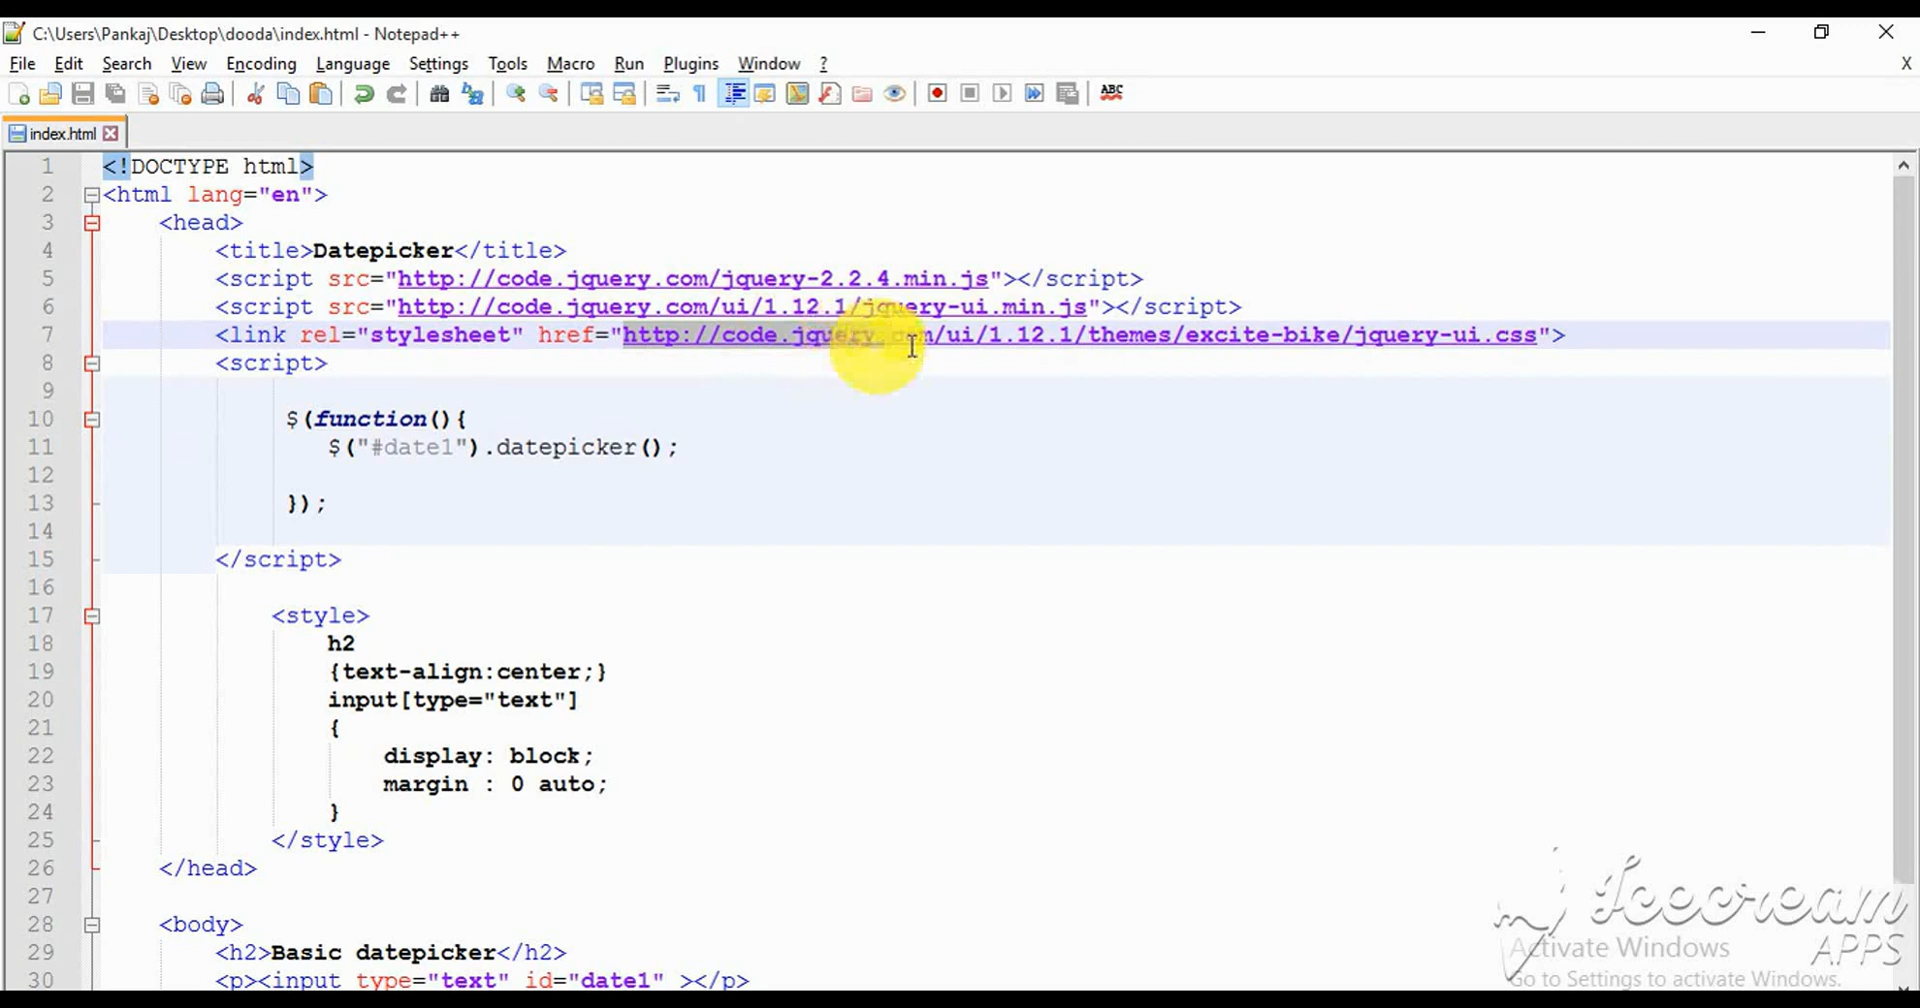 C:\Users\Pankaj\Desktop\dooda\index.html - Notepad++
File Edit Search View Encoding Language Settings Tools Macro Run Plugins Window ? X
ABC
index.html
1 <!DOCTYPE html>
2 <html lang="en">
3 <head>
4 <title>Datepicker</title>
5 <script src="http://code.jquery.com/jquery-2.2.4.min.js"></script>
6 <script src="http://code.jquery.com/ui/1.12.1/jquery-ui.min.js"></script>
7 <link rel="stylesheet" href="http://code.jquery.com/ui/1.12.1/themes/excite-bike/jquery-ui.css">
8 <script>
9
10 $(function(){
11 $("#date1").datepicker();
12
13 });
14
15 </script>
16
17 <style>
18 h2
19 {text-align:center;}
20 input[type="text"]
21 {
22 display: block;
23 margin : 0 auto;
24 }
25 </style>
26 </head>
27
28 <body>
29 <h2>Basic datepicker</h2>
30 <p><input type="text" id="date1" ></p>
Icecream
APPS
Activate Windows
Go to Settings to activate Windows.